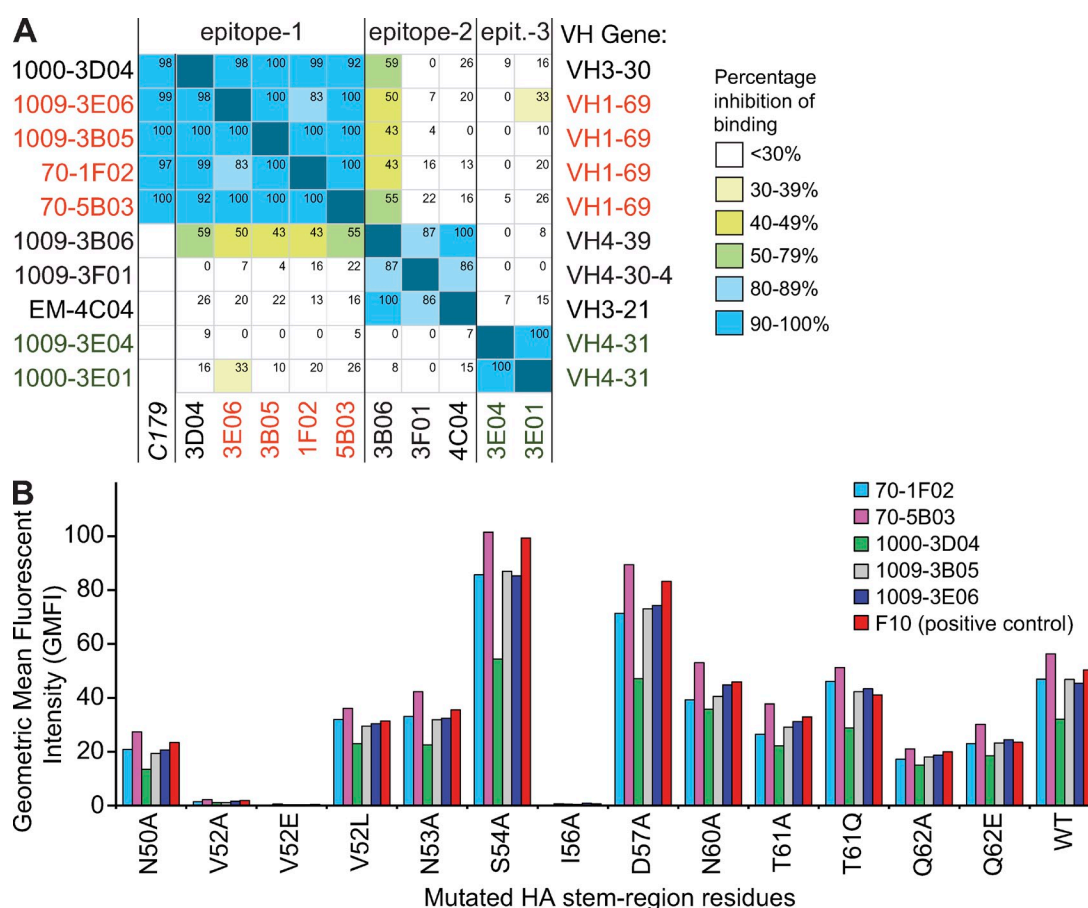 A
epitope-1 epitope-2 epit.-3 VH Gene:
1000-3D04 98 98 100 99 92 59 0 26 9 16 VH3-30
1009-3E06 99 98 100 83 100 50 7 20 0 33 VH1-69
1009-3B05 100 100 100 100 100 43 4 0 0 10 VH1-69
70-1F02 97 99 83 100 100 43 16 13 0 20 VH1-69
70-5B03 100 92 100 100 100 55 22 16 5 26 VH1-69
1009-3B06 59 50 43 43 55 87 100 0 8 VH4-39
1009-3F01 0 7 4 16 22 87 86 0 0 VH4-30-4
EM-4C04 26 20 22 13 16 100 86 7 15 VH3-21
1009-3E04 9 0 0 0 5 0 0 7 100 VH4-31
1000-3E01 16 33 10 20 26 8 0 15 100 VH4-31
C179 3D04 3E06 3B05 1F02 5B03 3B06 3F01 4C04 3E04 3E01
Percentage
inhibition of
binding
<30%
30-39%
40-49%
50-79%
80-89%
90-100%
B
Geometric Mean Fluorescent
Intensity (GMFI)
100
80
60
40
20
0
70-1F02
70-5B03
1000-3D04
1009-3B05
1009-3E06
F10 (positive control)
N50A V52A V52E V52L N53A S54A I56A D57A N60A T61A T61Q Q62A Q62E WT
Mutated HA stem-region residues